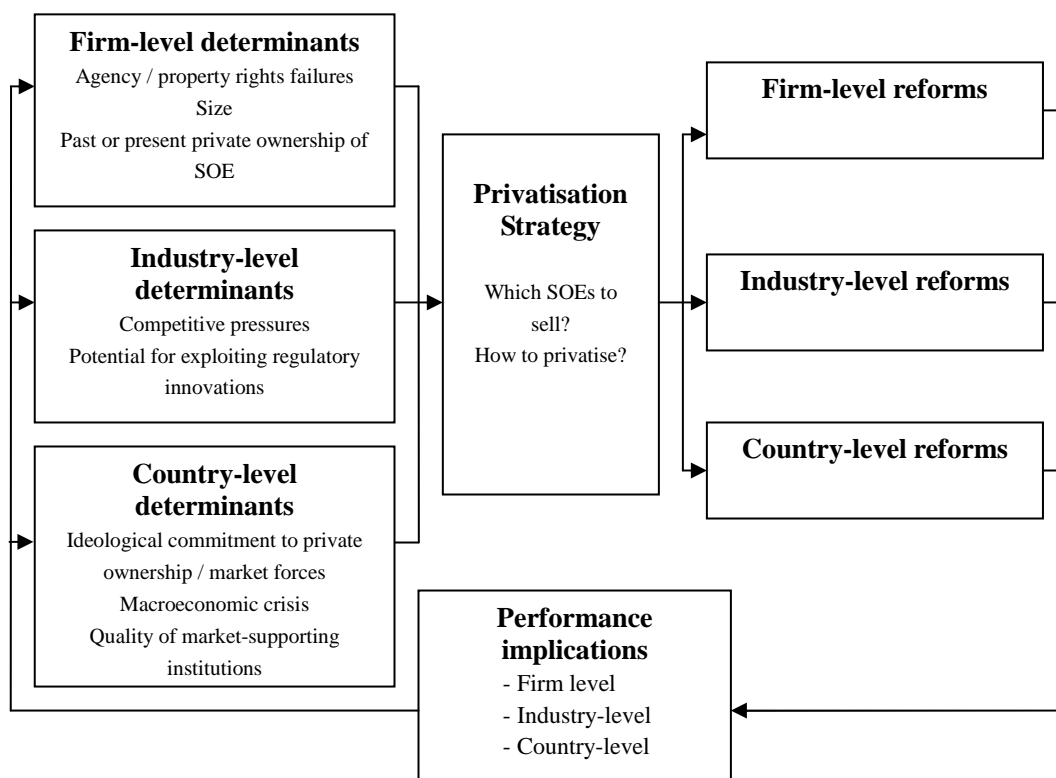 Firm-level determinants
Agency / property rights failures
Size
Past or present private ownership of
SOE
Industry-level
determinants
Competitive pressures
Potential for exploiting regulatory
innovations
Country-level
determinants
Ideological commitment to private
ownership / market forces
Macroeconomic crisis
Quality of market-supporting
institutions
Privatisation
Strategy
Which SOEs to
sell?
How to privatise?
Firm-level reforms
Industry-level reforms
Country-level reforms
Performance
implications
- Firm level
- Industry-level
- Country-level